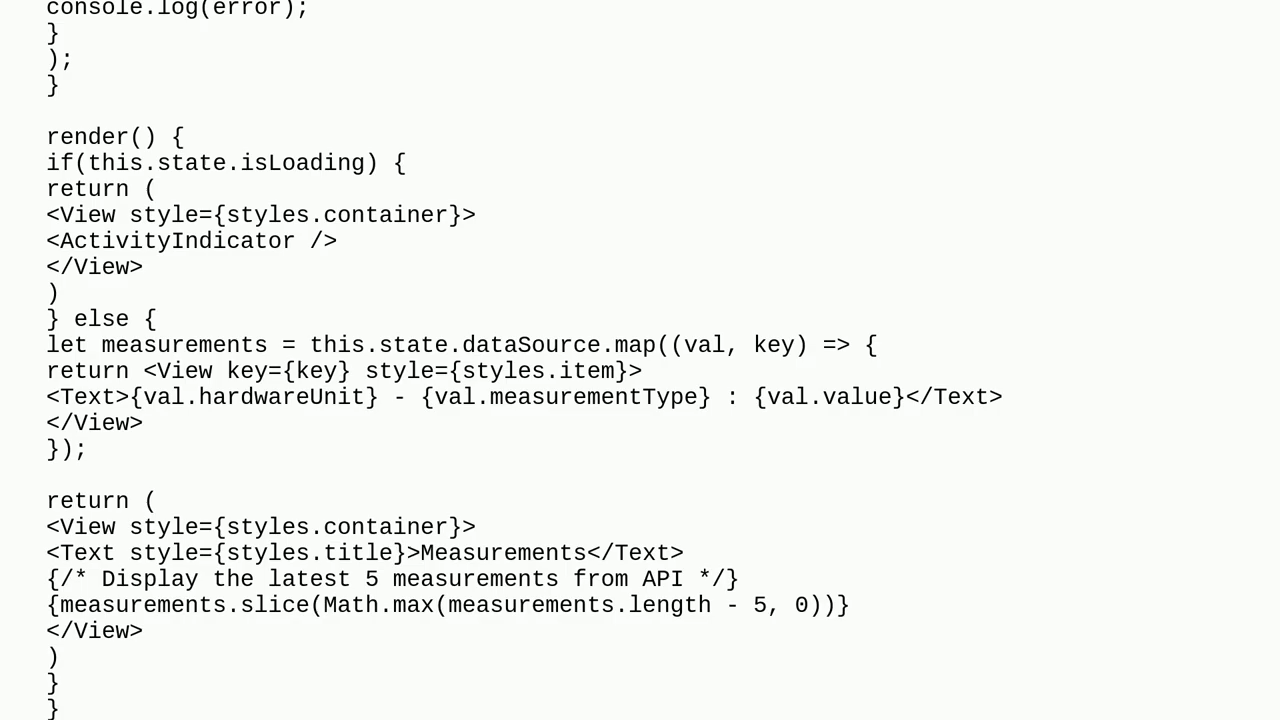 console.log(error);
}
);
}
render() {
if(this.state.isLoading) {
return (
<View style={styles.container}>
<ActivityIndicator />
</View>
)
} else {
let measurements = this.state.dataSource.map((val, key) => {
return <View key={key} style={styles.item}>
<Text>{val.hardwareUnit} - {val.measurementType} : {val.value}</Text>
</View>
});
return (
<View style={styles.container}>
<Text style={styles.title}>Measurements</Text>
{/* Display the latest 5 measurements from API */}
{measurements.slice(Math.max(measurements.length - 5, 0))}
</View>
)
}
}